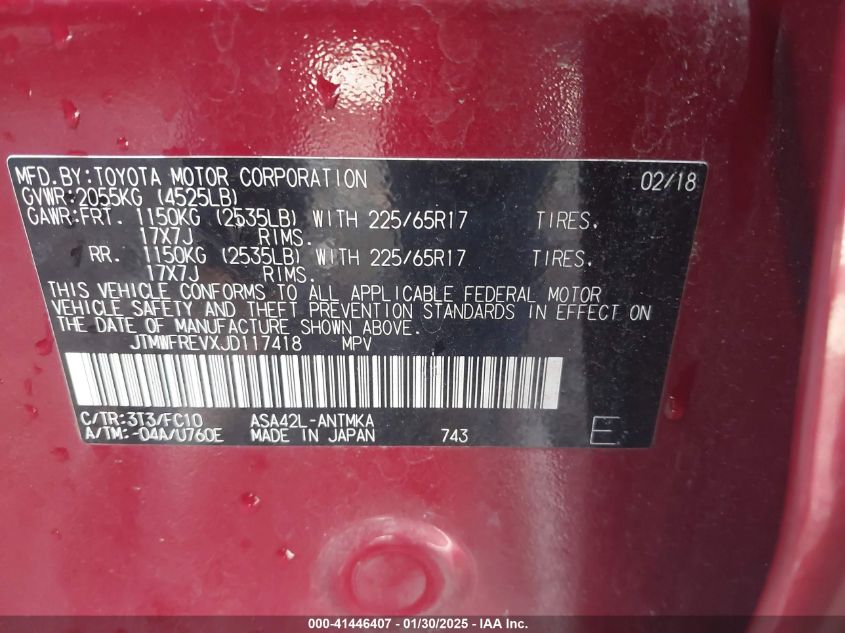 MFD.BY:TOYOTA MOTOR CORPORATION 02/18
GVWR:2055KG (4525LB)
GAWR:FRT. 1150KG (2535LB) WITH 225/65R17 TIRES.
17X7J RIMS.
RR. 1150KG (2535LB) WITH 225/65R17 TIRES.
17X7J RIMS.
THIS VEHICLE CONFORMS TO ALL APPLICABLE FEDERAL MOTOR
VEHICLE SAFETY AND THEFT PREVENTION STANDARDS IN EFFECT ON
THE DATE OF MANUFACTURE SHOWN ABOVE.
JTMWFREVXJD117418 MPV
C/TR:3T3/FC10 ASA42L-ANTMKA
A/TM:-04A/U760E MADE IN JAPAN 743 E
000-41446407 - 01/30/2025 - IAA Inc.